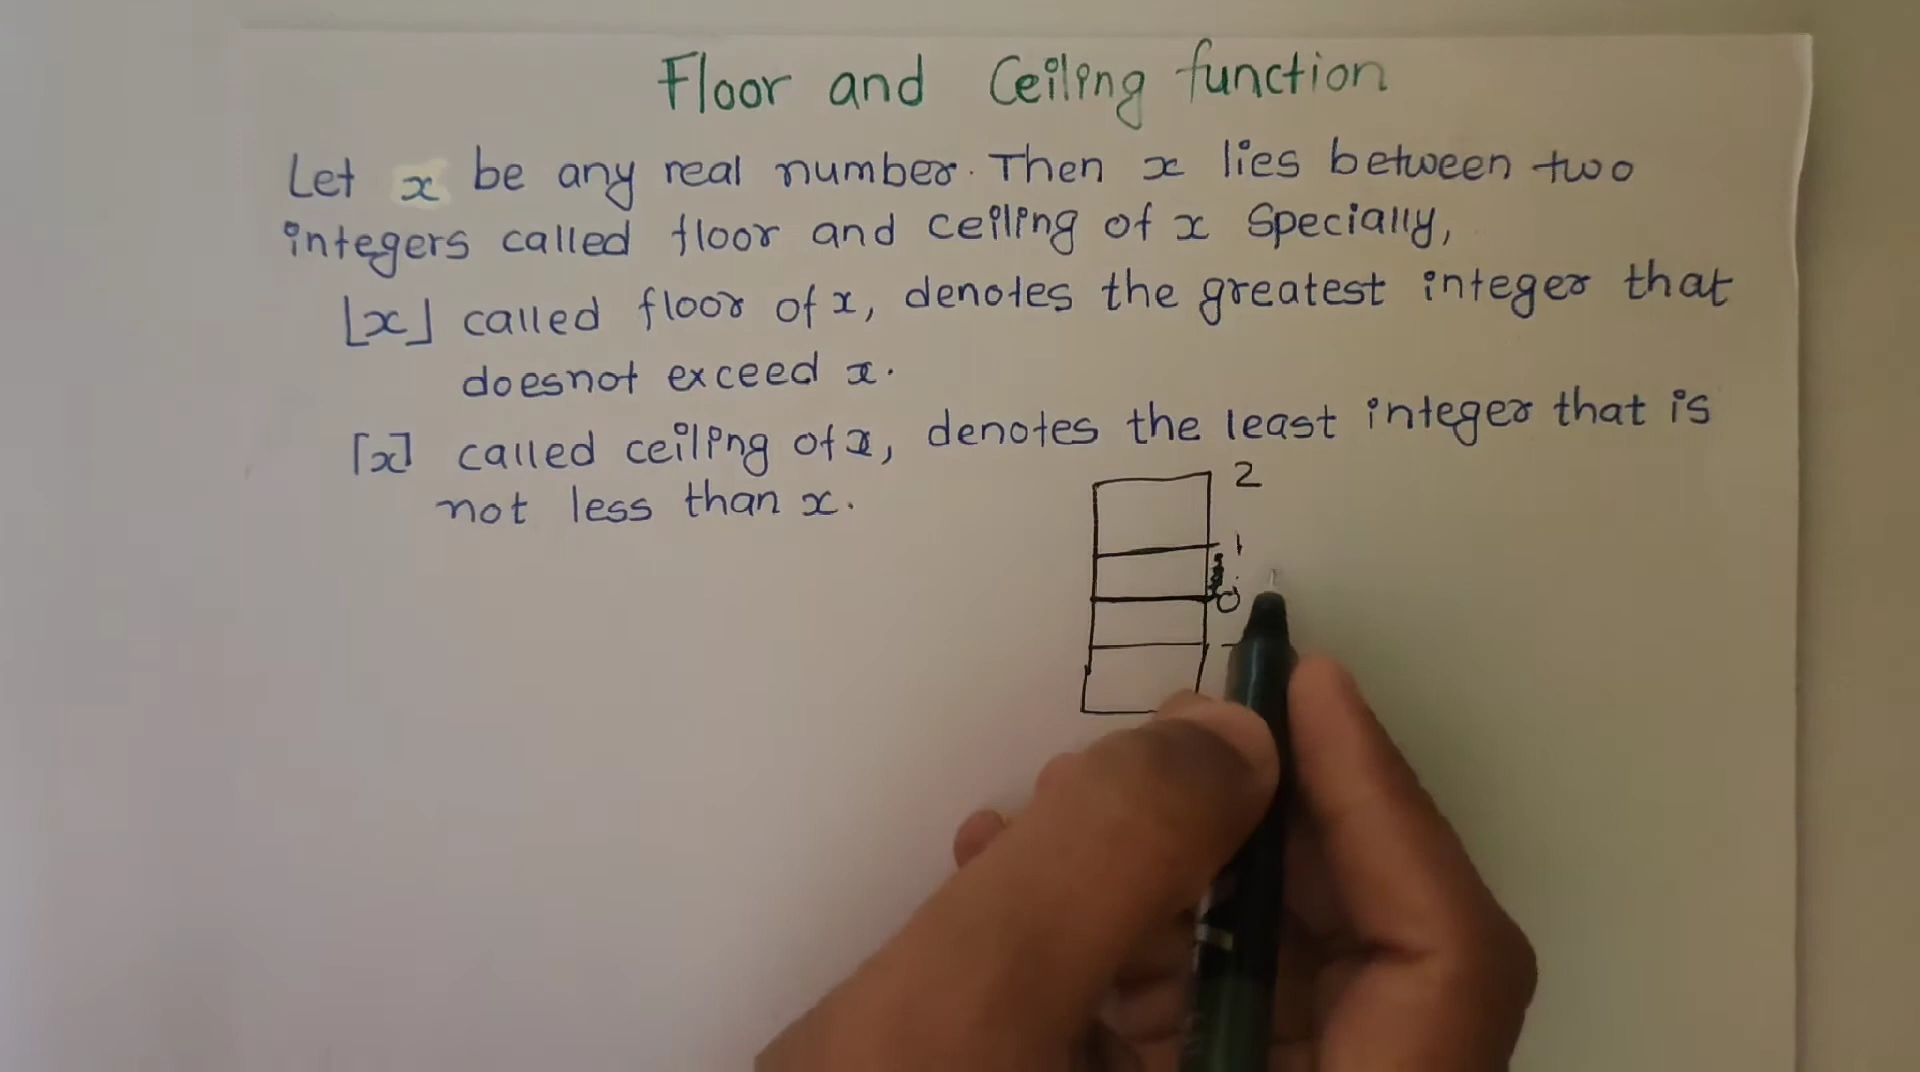 Floor and Ceiling function
Let x be any real number. Then x lies between two
integers called floor and ceiling of x Specially,
⌊x⌋ called floor of x, denotes the greatest integer that
doesnot exceed x.
⌈x⌉ called ceiling of x, denotes the least integer that is
not less than x.
2
1
0